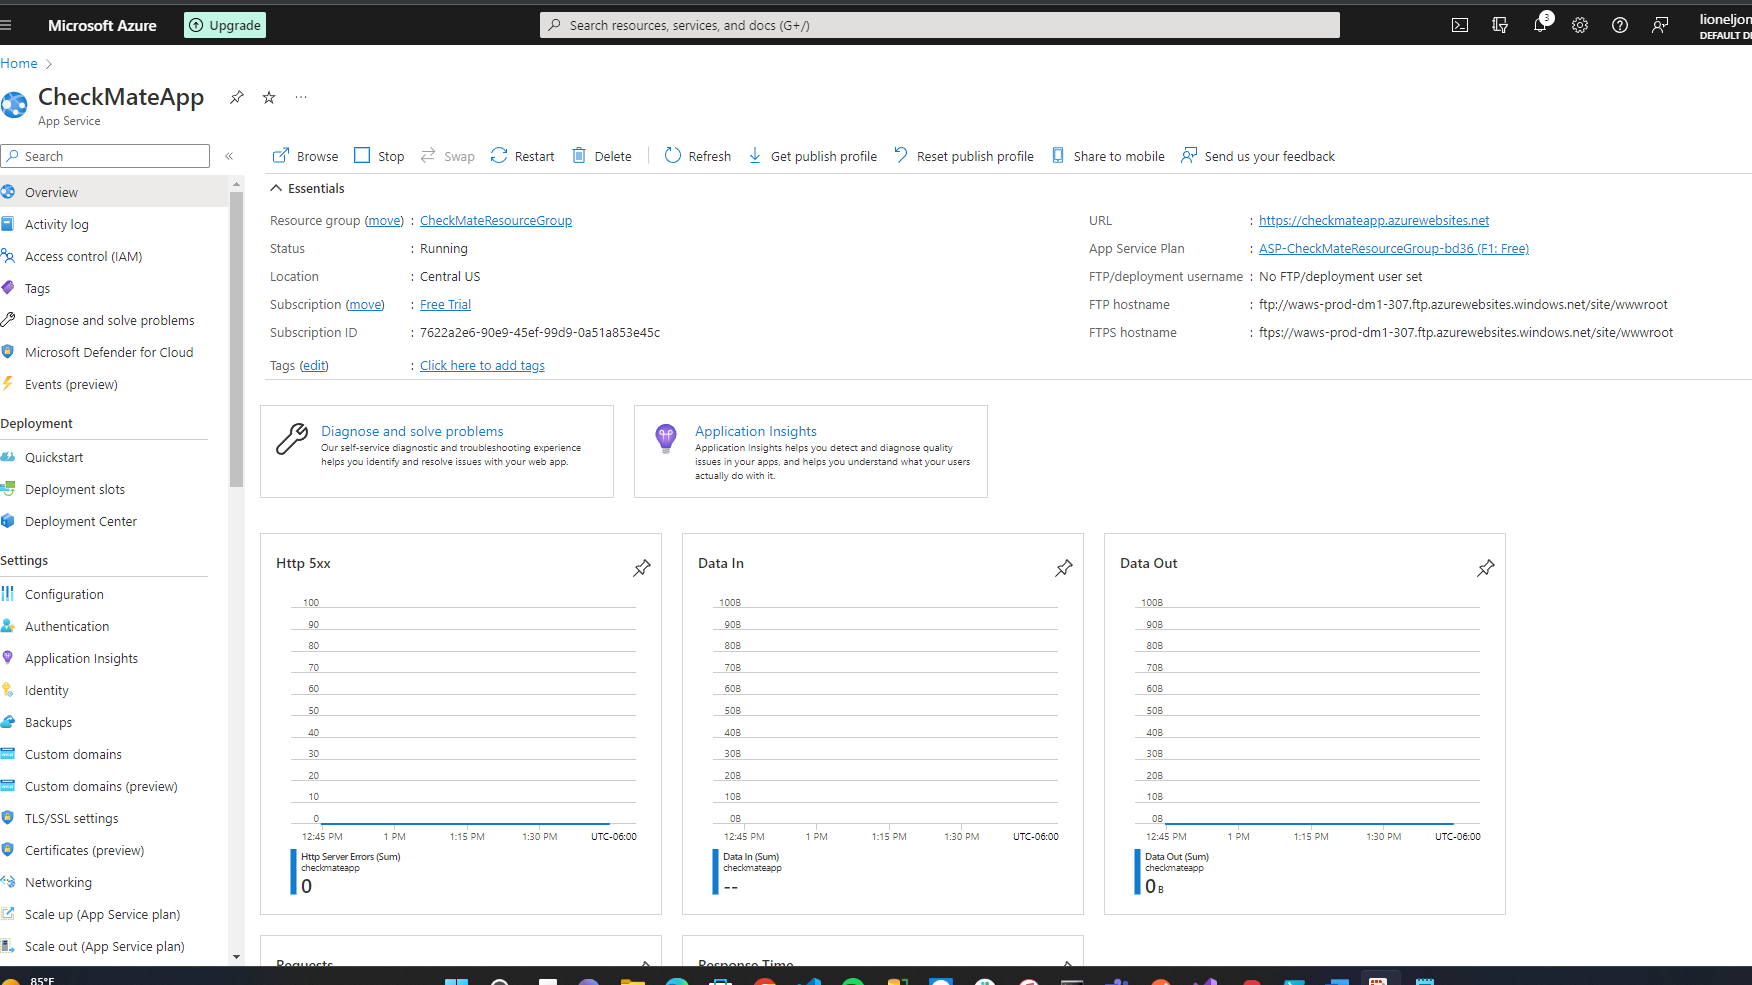 Microsoft Azure
Upgrade
Search resources, services, and docs (G+/)
3
lioneljon
DEFAULT DI
Home
CheckMateApp
App Service
Search
Browse Stop Swap Restart Delete Refresh Get publish profile Reset publish profile Share to mobile Send us your feedback
Overview
Activity log
Access control (IAM)
Tags
Diagnose and solve problems
Microsoft Defender for Cloud
Events (preview)
Deployment
Quickstart
Deployment slots
Deployment Center
Settings
Configuration
Authentication
Application Insights
Identity
Backups
Custom domains
Custom domains (preview)
TLS/SSL settings
Certificates (preview)
Networking
Scale up (App Service plan)
Scale out (App Service plan)
Essentials
Resource group (move) : CheckMateResourceGroup
Status : Running
Location : Central US
Subscription (move) : Free Trial
Subscription ID : 7622a2e6-90e9-45ef-99d9-0a51a853e45c
Tags (edit) : Click here to add tags
URL : https://checkmateapp.azurewebsites.net
App Service Plan : ASP-CheckMateResourceGroup-bd36 (F1: Free)
FTP/deployment username : No FTP/deployment user set
FTP hostname : ftp://waws-prod-dm1-307.ftp.azurewebsites.windows.net/site/wwwroot
FTPS hostname : ftps://waws-prod-dm1-307.ftp.azurewebsites.windows.net/site/wwwroot
Diagnose and solve problems
Our self-service diagnostic and troubleshooting experience
helps you identify and resolve issues with your web app.
Application Insights
Application Insights helps you detect and diagnose quality
issues in your apps, and helps you understand what your users
actually do with it.
Http 5xx
100
90
80
70
60
50
40
30
20
10
0
12:45 PM 1 PM 1:15 PM 1:30 PM UTC-06:00
Http Server Errors (Sum)
checkmateapp
0
Data In
100B
90B
80B
70B
60B
50B
40B
30B
20B
10B
0B
12:45 PM 1 PM 1:15 PM 1:30 PM UTC-06:00
Data In (Sum)
checkmateapp
--
Data Out
100B
90B
80B
70B
60B
50B
40B
30B
20B
10B
0B
12:45 PM 1 PM 1:15 PM 1:30 PM UTC-06:00
Data Out (Sum)
checkmateapp
0 B
Requests
Response Time
85°F